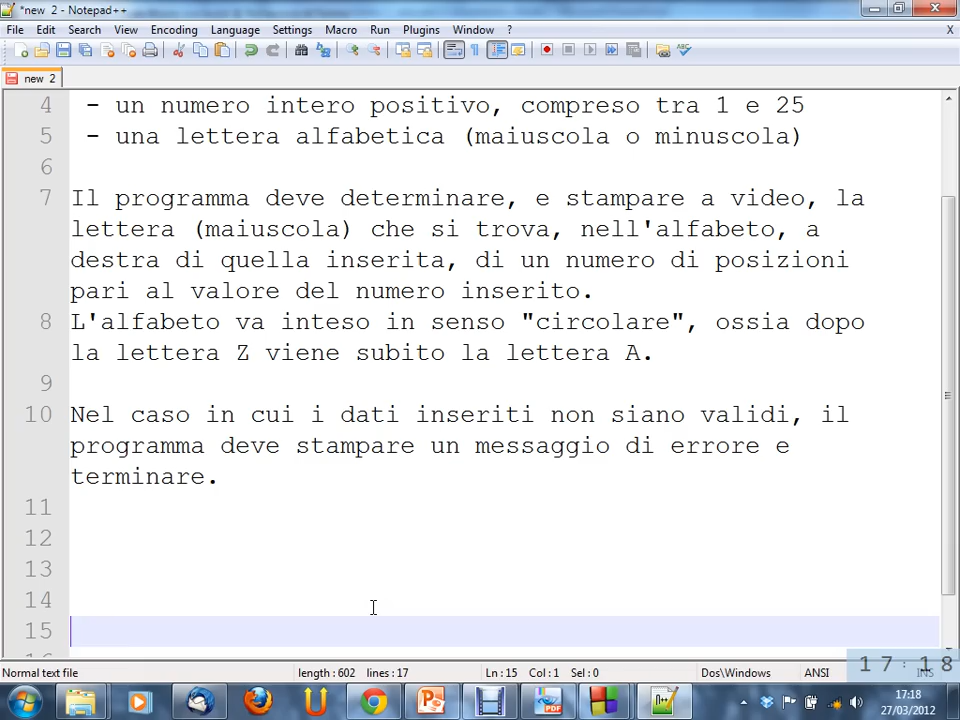 *new 2 - Notepad++
File Edit Search View Encoding Language Settings Macro Run Plugins Window ? X
new 2
4 - un numero intero positivo, compreso tra 1 e 25
5 - una lettera alfabetica (maiuscola o minuscola)
6
7 Il programma deve determinare, e stampare a video, la
lettera (maiuscola) che si trova, nell'alfabeto, a
destra di quella inserita, di un numero di posizioni
pari al valore del numero inserito.
8 L'alfabeto va inteso in senso "circolare", ossia dopo
la lettera Z viene subito la lettera A.
9
10 Nel caso in cui i dati inseriti non siano validi, il
programma deve stampare un messaggio di errore e
terminare.
11
12
13
14
15
Normal text file length : 602 lines : 17 Ln : 15 Col : 1 Sel : 0 Dos\Windows ANSI INS
17:18
17:18
27/03/2012